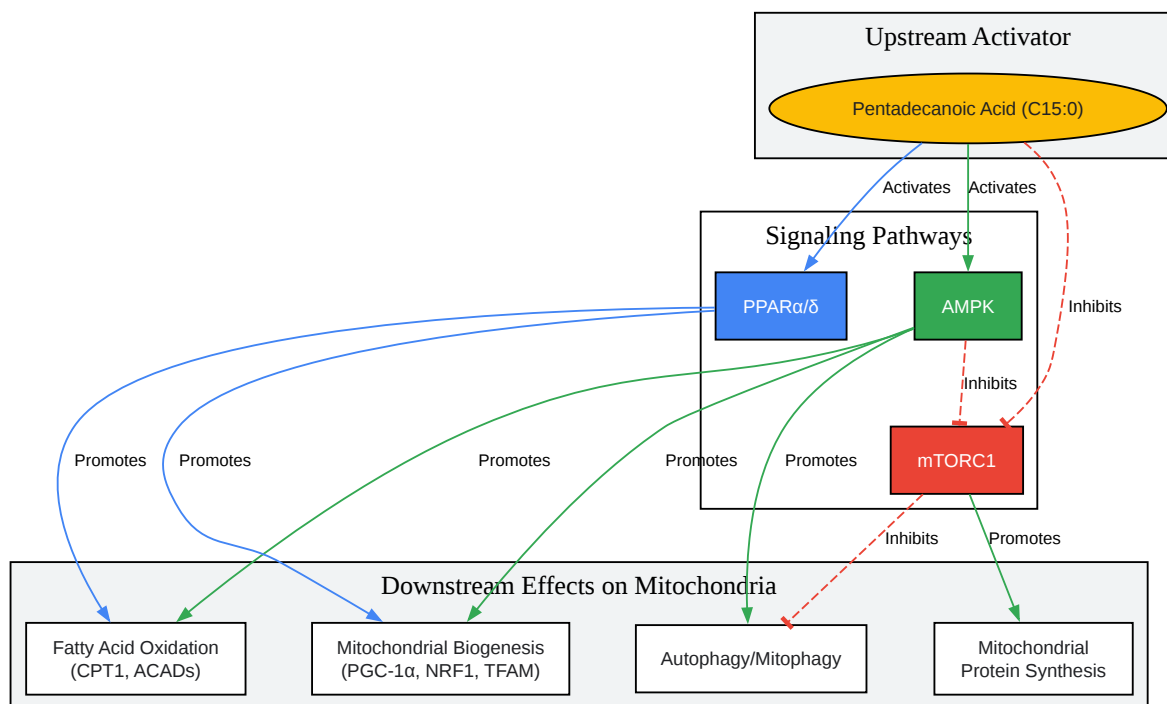 Upstream Activator
Pentadecanoic Acid (C15:0)
Activates
Activates
Signaling Pathways
PPARα/δ
AMPK
Inhibits
Inhibits
mTORC1
Promotes
Promotes
Promotes
Promotes
Promotes
Inhibits
Promotes
Downstream Effects on Mitochondria
Fatty Acid Oxidation
(CPT1, ACADs)
Mitochondrial Biogenesis
(PGC-1α, NRF1, TFAM)
Autophagy/Mitophagy
Mitochondrial
Protein Synthesis